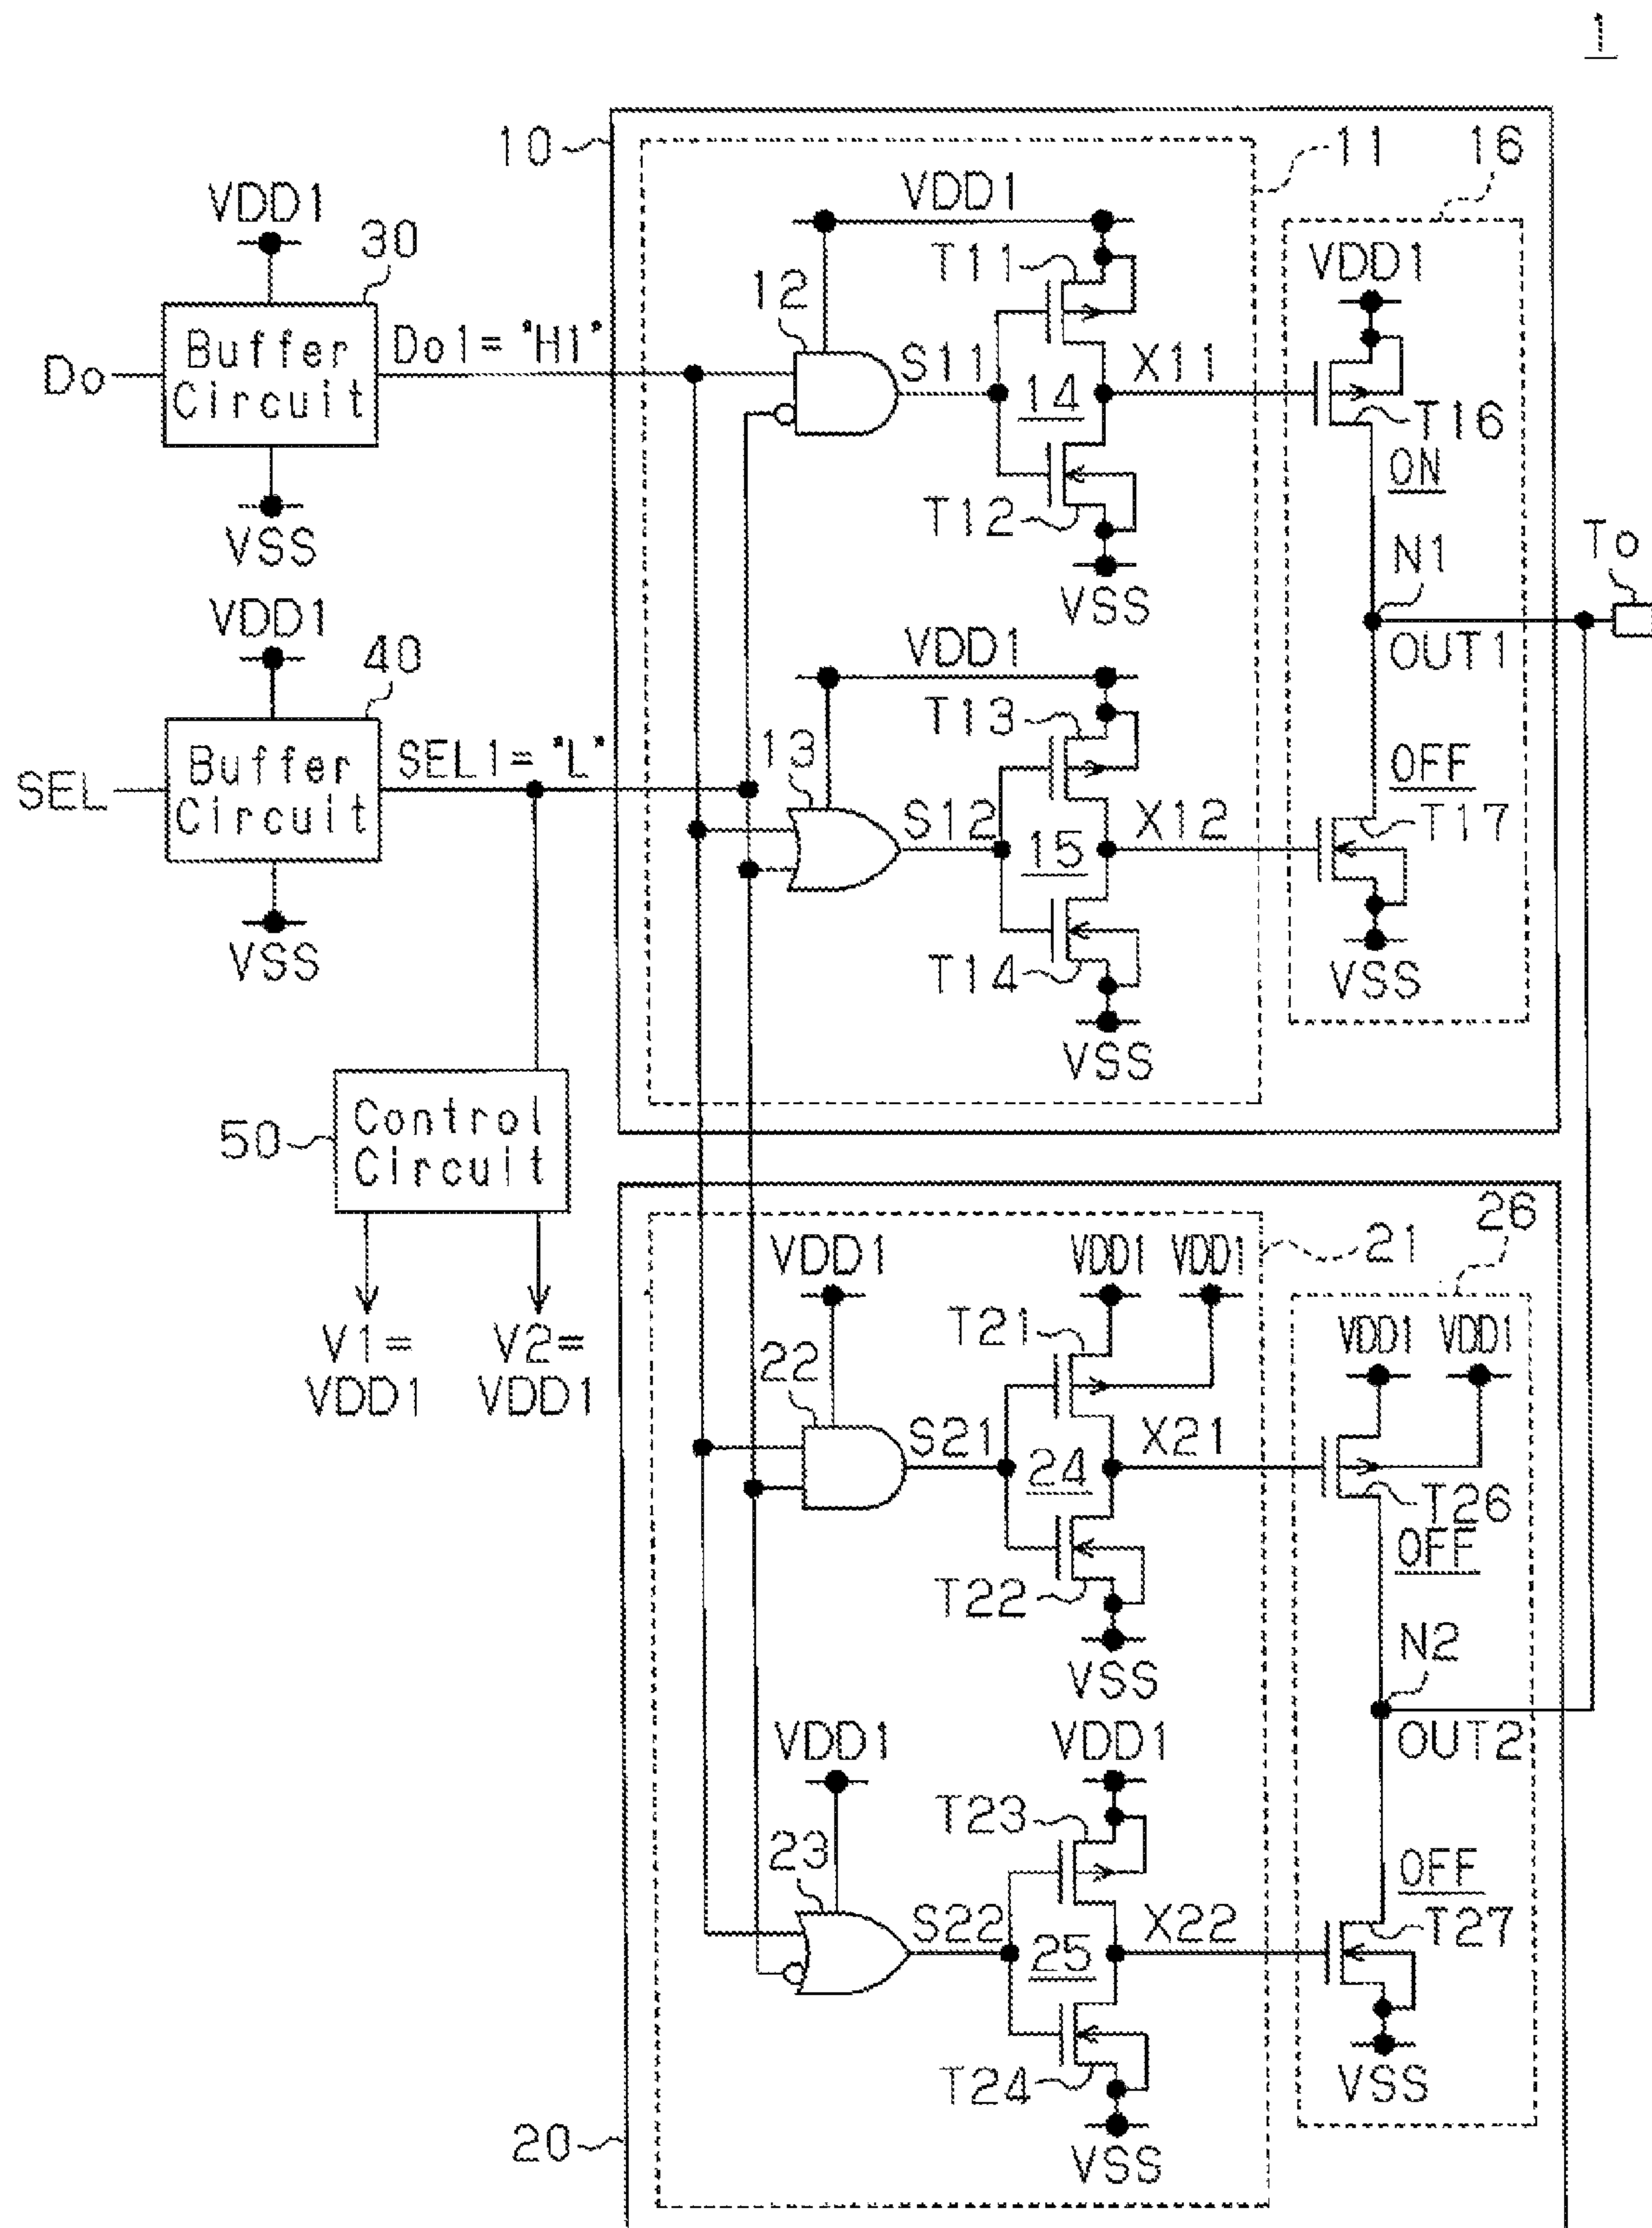 1
10
11
16
VDD1
VDD1
30
T11
VDD1
12
Buffer
Circuit
Do
Do1="H1"
S11
14
X11
T16
ON
T12
VSS
VSS
N1
To
OUT1
VDD1
40
VDD1
T13
13
Buffer
Circuit
SEL
SEL1="L"
S12
15
X12
OFF
T17
VSS
T14
VSS
VSS
50
Control
Circuit
V1=
VDD1
V2=
VDD1
21
26
VDD1
VDD1
VDD1
T21
VDD1
VDD1
22
S21
24
X21
T26
OFF
T22
VSS
N2
OUT2
VDD1
VDD1
T23
23
OFF
S22
25
X22
T27
T24
VSS
VSS
20